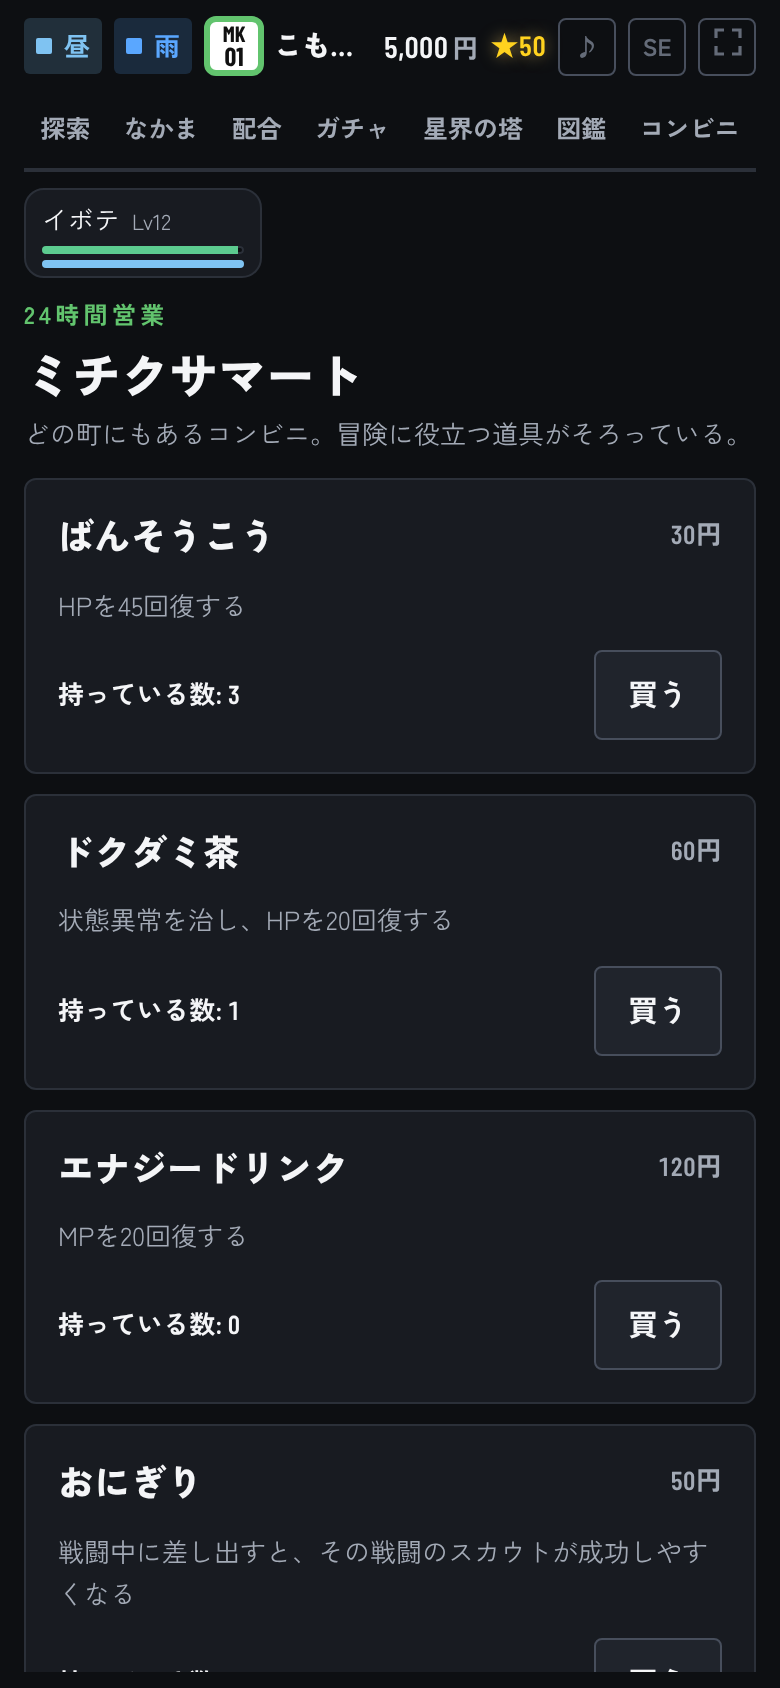 昼 雨 MK 01 こも... 5,000 円 ★50 ♪ SE
探索 なかま 配合 ガチャ 星界の塔 図鑑 コンビニ
イボテ Lv12
24時間営業
ミチクサマート
どの町にもあるコンビニ。冒険に役立つ道具がそろっている。
ばんそうこう 30円
HPを45回復する
持っている数: 3 買う
ドクダミ茶 60円
状態異常を治し、HPを20回復する
持っている数: 1 買う
エナジードリンク 120円
MPを20回復する
持っている数: 0 買う
おにぎり 50円
戦闘中に差し出すと、その戦闘のスカウトが成功しやす
くなる